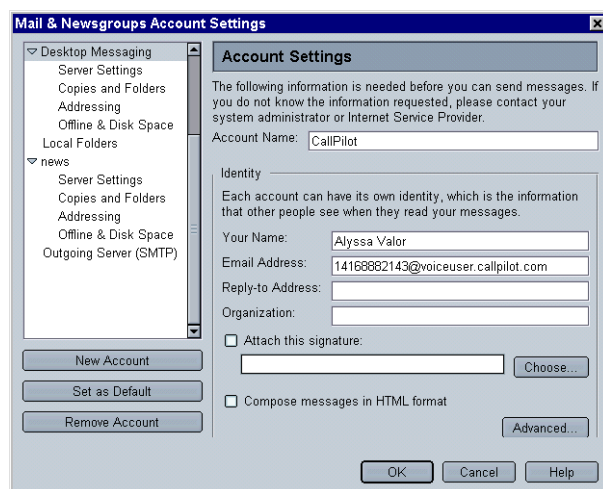 Mail & Newsgroups Account Settings
Desktop Messaging
Server Settings
Copies and Folders
Addressing
Offline & Disk Space
Local Folders
news
Server Settings
Copies and Folders
Addressing
Offline & Disk Space
Outgoing Server (SMTP)
New Account
Set as Default
Remove Account
Account Settings
The following information is needed before you can send messages. If
you do not know the information requested, please contact your
system administrator or Internet Service Provider.
Account Name: CallPilot
Identity
Each account can have its own identity, which is the information
that other people see when they read your messages.
Your Name: Alyssa Valor
Email Address: 14168882143@voiceuser.callpilot.com
Reply-to Address:
Organization:
Attach this signature:
Choose...
Compose messages in HTML format
Advanced...
OK Cancel Help